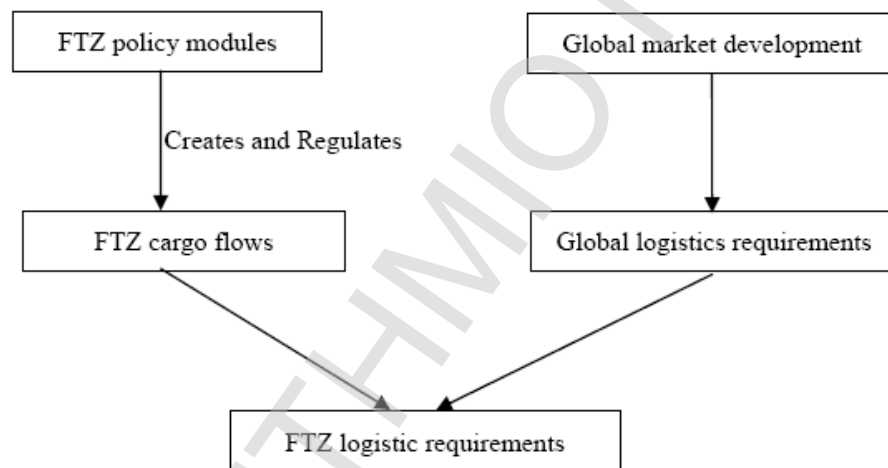 FTZ policy modules
Global market development
Creates and Regulates
FTZ cargo flows
Global logistics requirements
FTZ logistic requirements